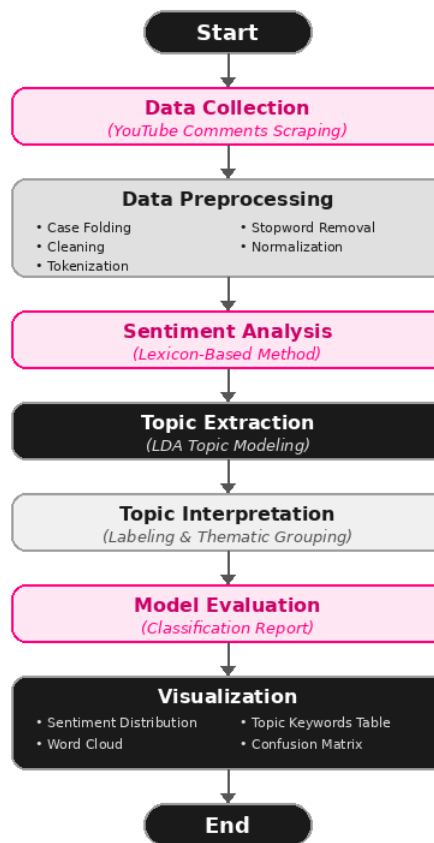 Start
Data Collection
(YouTube Comments Scraping)
Data Preprocessing
• Case Folding
• Cleaning
• Tokenization
• Stopword Removal
• Normalization
Sentiment Analysis
(Lexicon-Based Method)
Topic Extraction
(LDA Topic Modeling)
Topic Interpretation
(Labeling & Thematic Grouping)
Model Evaluation
(Classification Report)
Visualization
• Sentiment Distribution
• Word Cloud
• Topic Keywords Table
• Confusion Matrix
End